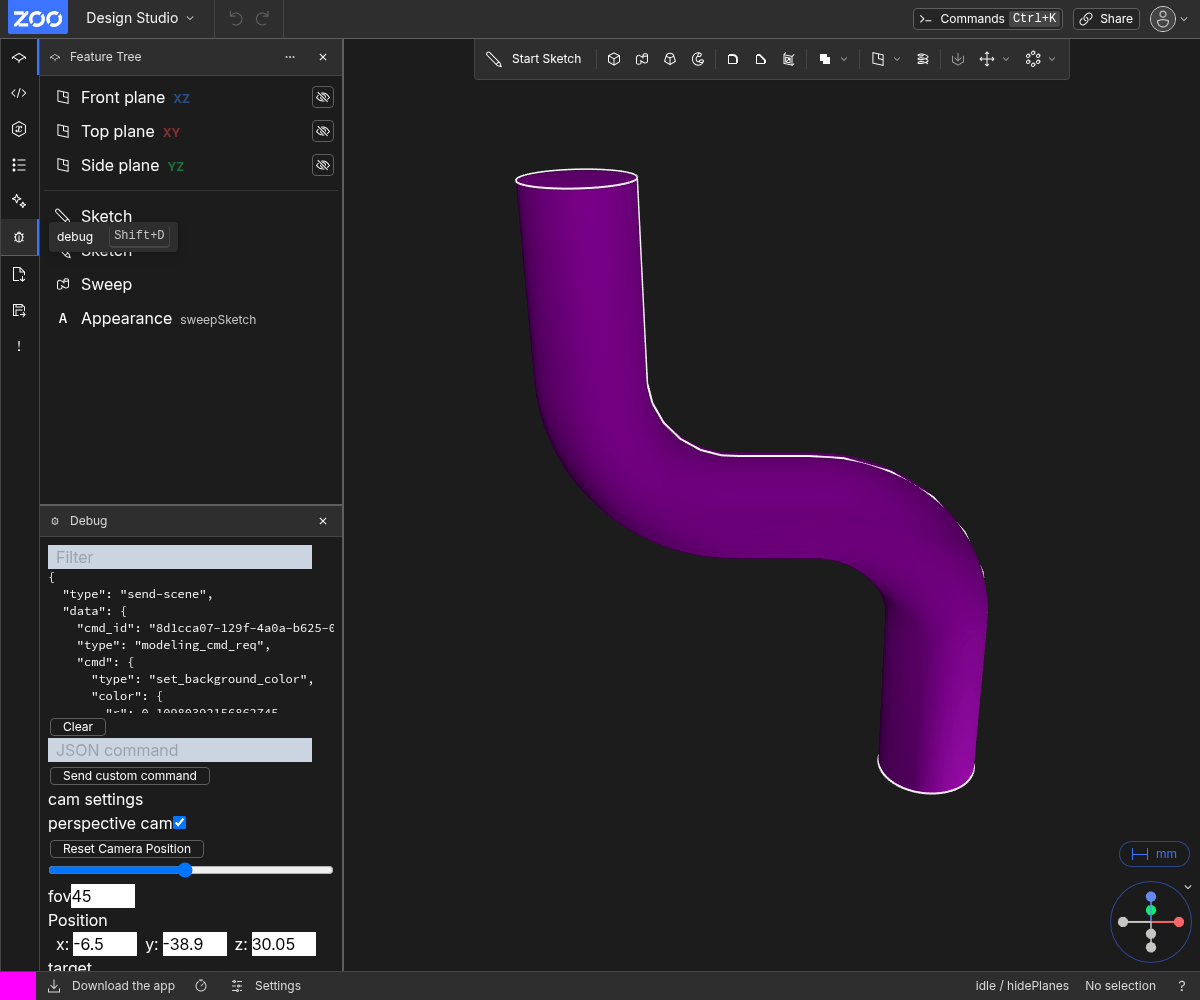 ZOO
Design Studio
Commands Ctrl+K
Share
Feature Tree
Start Sketch
Front plane XZ
Top plane XY
Side plane YZ
Sketch
debug Shift+D
Sketch
Sweep
A Appearance sweepSketch
Debug
Filter
{
"type": "send-scene",
"data": {
"cmd_id": "8d1cca07-129f-4a0a-b625-0
"type": "modeling_cmd_req",
"cmd": {
"type": "set_background_color",
"color": {
"r": 0.10980392156862745
Clear
JSON command
Send custom command
cam settings
perspective cam
Reset Camera Position
fov 45
Position
x: -6.5 y: -38.9 z: 30.05
target
mm
Download the app
Settings
idle / hidePlanes
No selection
?